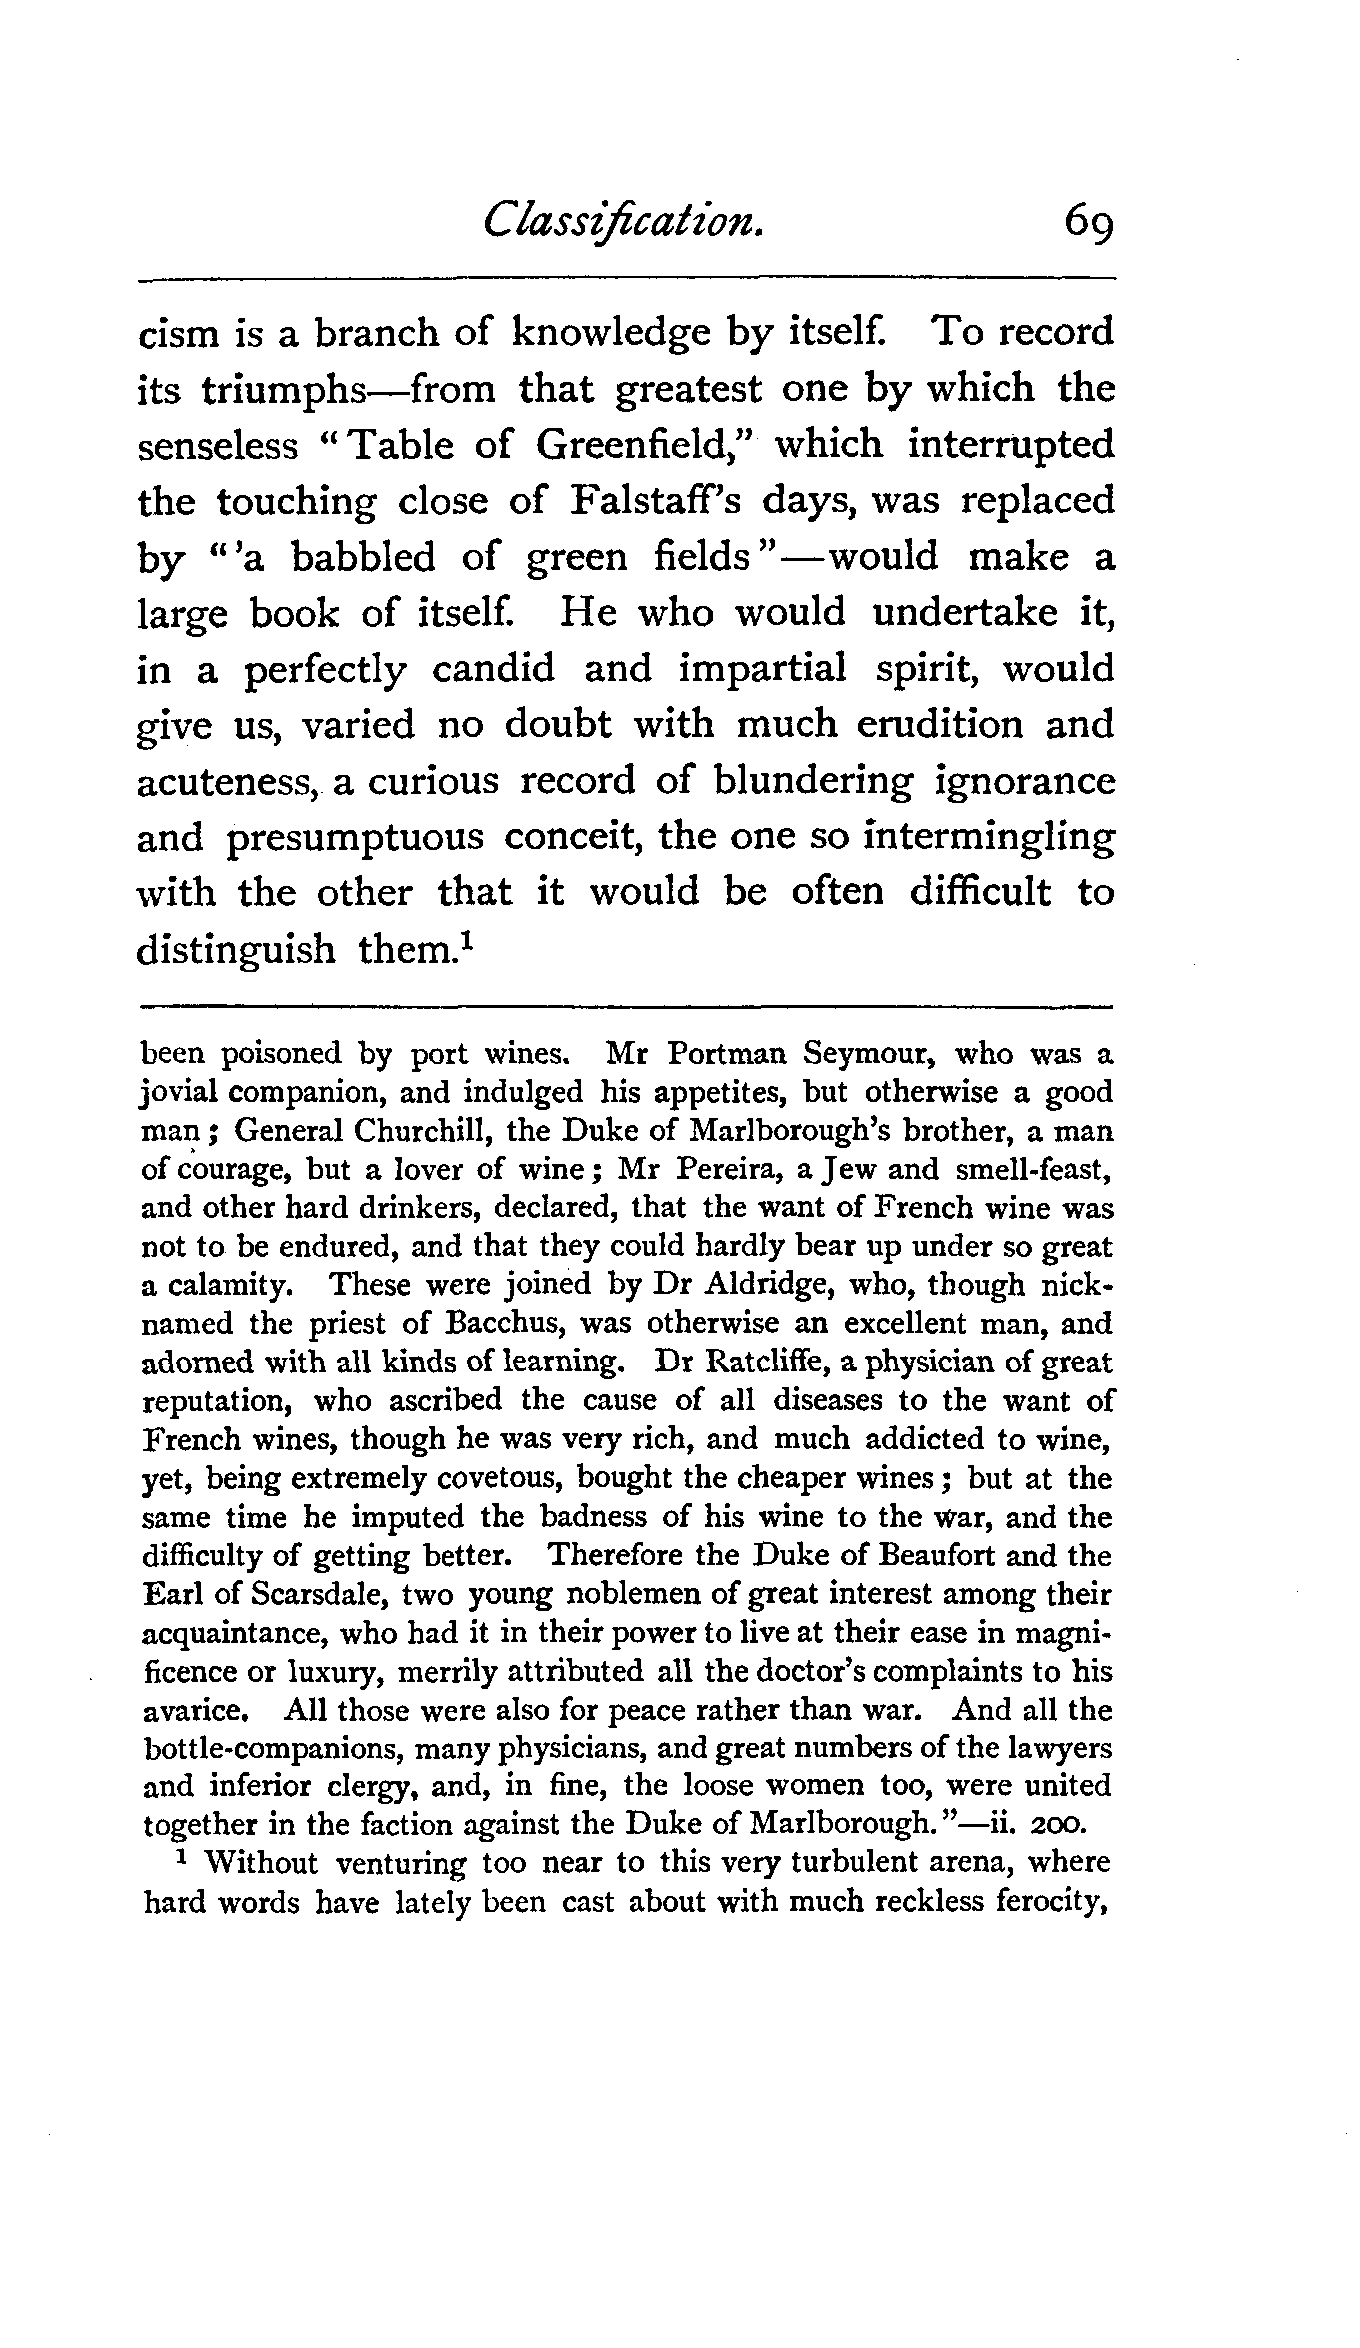 Classification. 69
cism is a branch of knowledge by itself. To record
its triumphs—from that greatest one by which the
senseless “Table of Greenfield,” which interrupted
the touching close of Falstaff’s days, was replaced
by “’a babbled of green fields”—would make a
large book of itself. He who would undertake it,
in a perfectly candid and impartial spirit, would
give us, varied no doubt with much erudition and
acuteness, a curious record of blundering ignorance
and presumptuous conceit, the one so intermingling
with the other that it would be often difficult to
distinguish them.¹
been poisoned by port wines. Mr Portman Seymour, who was a
jovial companion, and indulged his appetites, but otherwise a good
man; General Churchill, the Duke of Marlborough’s brother, a man
of courage, but a lover of wine; Mr Pereira, a Jew and smell-feast,
and other hard drinkers, declared, that the want of French wine was
not to be endured, and that they could hardly bear up under so great
a calamity. These were joined by Dr Aldridge, who, though nick-
named the priest of Bacchus, was otherwise an excellent man, and
adorned with all kinds of learning. Dr Ratcliffe, a physician of great
reputation, who ascribed the cause of all diseases to the want of
French wines, though he was very rich, and much addicted to wine,
yet, being extremely covetous, bought the cheaper wines; but at the
same time he imputed the badness of his wine to the war, and the
difficulty of getting better. Therefore the Duke of Beaufort and the
Earl of Scarsdale, two young noblemen of great interest among their
acquaintance, who had it in their power to live at their ease in magni-
ficence or luxury, merrily attributed all the doctor’s complaints to his
avarice. All those were also for peace rather than war. And all the
bottle-companions, many physicians, and great numbers of the lawyers
and inferior clergy, and, in fine, the loose women too, were united
together in the faction against the Duke of Marlborough.”—ii. 200.
¹ Without venturing too near to this very turbulent arena, where
hard words have lately been cast about with much reckless ferocity,